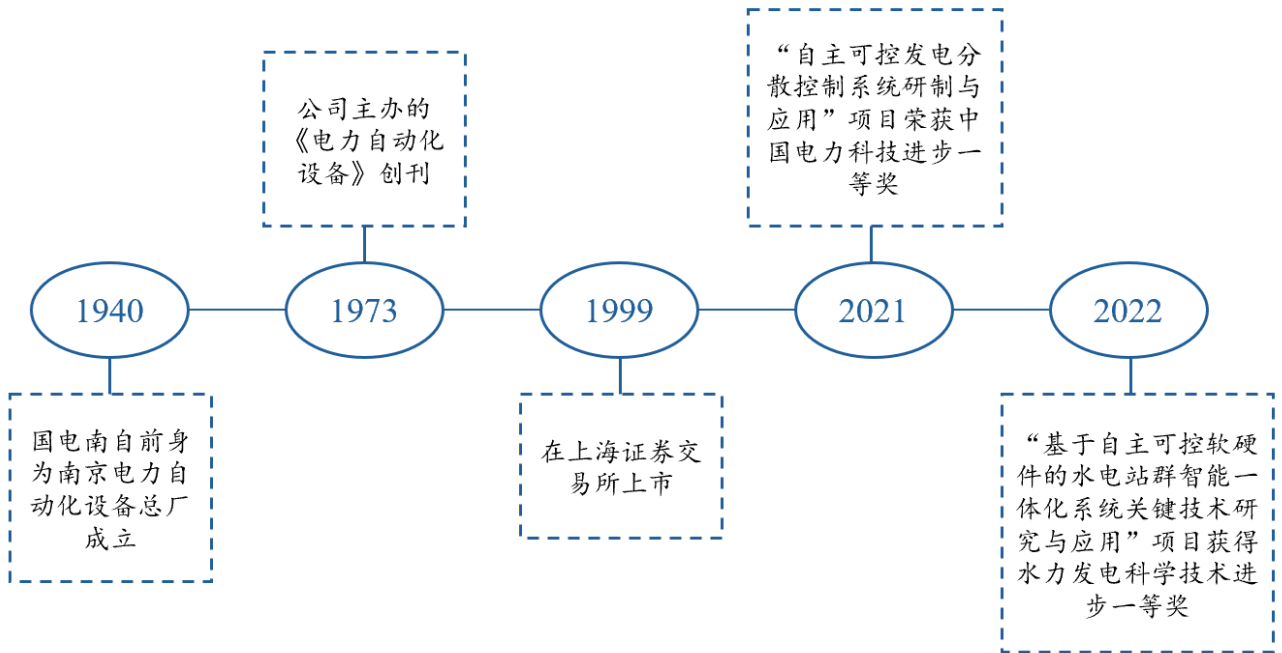 1940
国电南自前身
为南京电力自
动化设备总厂
成立
公司主办的
《电力自动化
设备》创刊
1973
1999
在上海证券交
易所上市
“自主可控发电分
散控制系统研制与
应用”项目荣获中
国电力科技进步一
等奖
2021
2022
“基于自主可控软硬
件的水电站群智能一
体化系统关键技术研
究与应用”项目获得
水力发电科学技术进
步一等奖